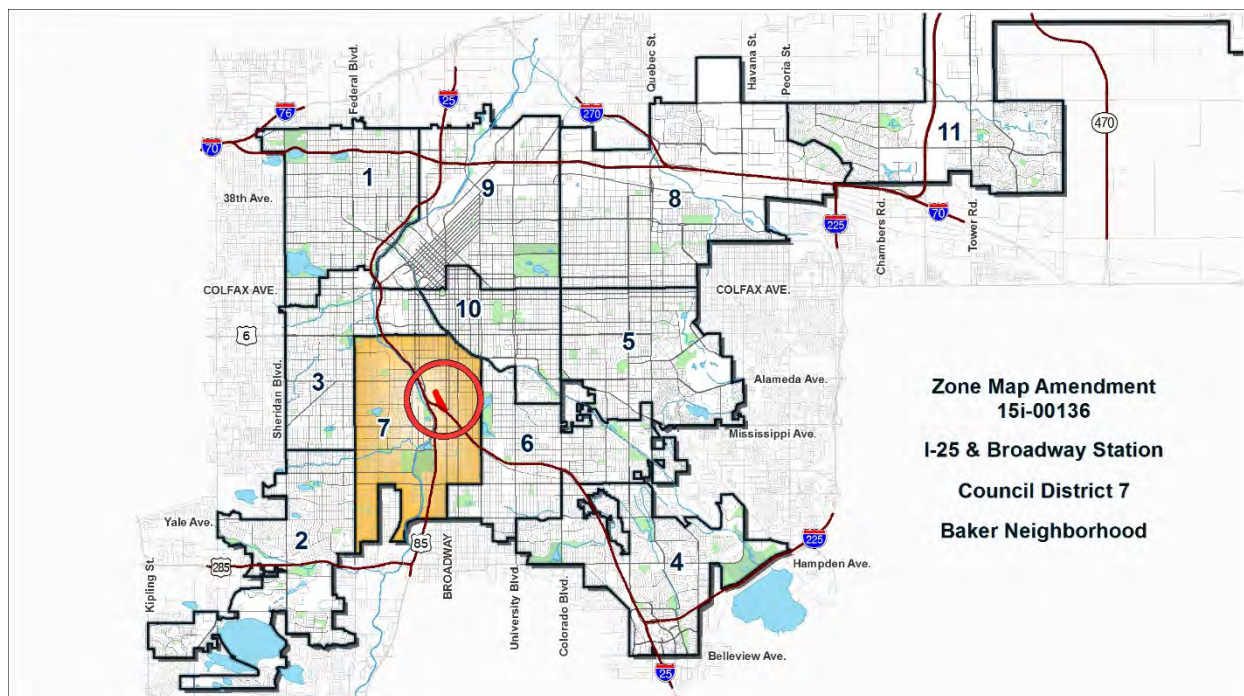 Federal Blvd.
25
Quebec St.
Havana St.
Peoria St.
76
270
70
11
470
1
9
8
38th Ave.
225
Chambers Rd.
70
Tower Rd.
COLFAX AVE.
COLFAX AVE.
10
6
5
Sheridan Blvd.
3
Alameda Ave.
7
Mississippi Ave.
6
Zone Map Amendment
15i-00136
I-25 & Broadway Station
Council District 7
Baker Neighborhood
Yale Ave.
2
85
BROADWAY
University Blvd.
Colorado Blvd.
4
225
Hampden Ave.
285
Kipling St.
Belleview Ave.
25